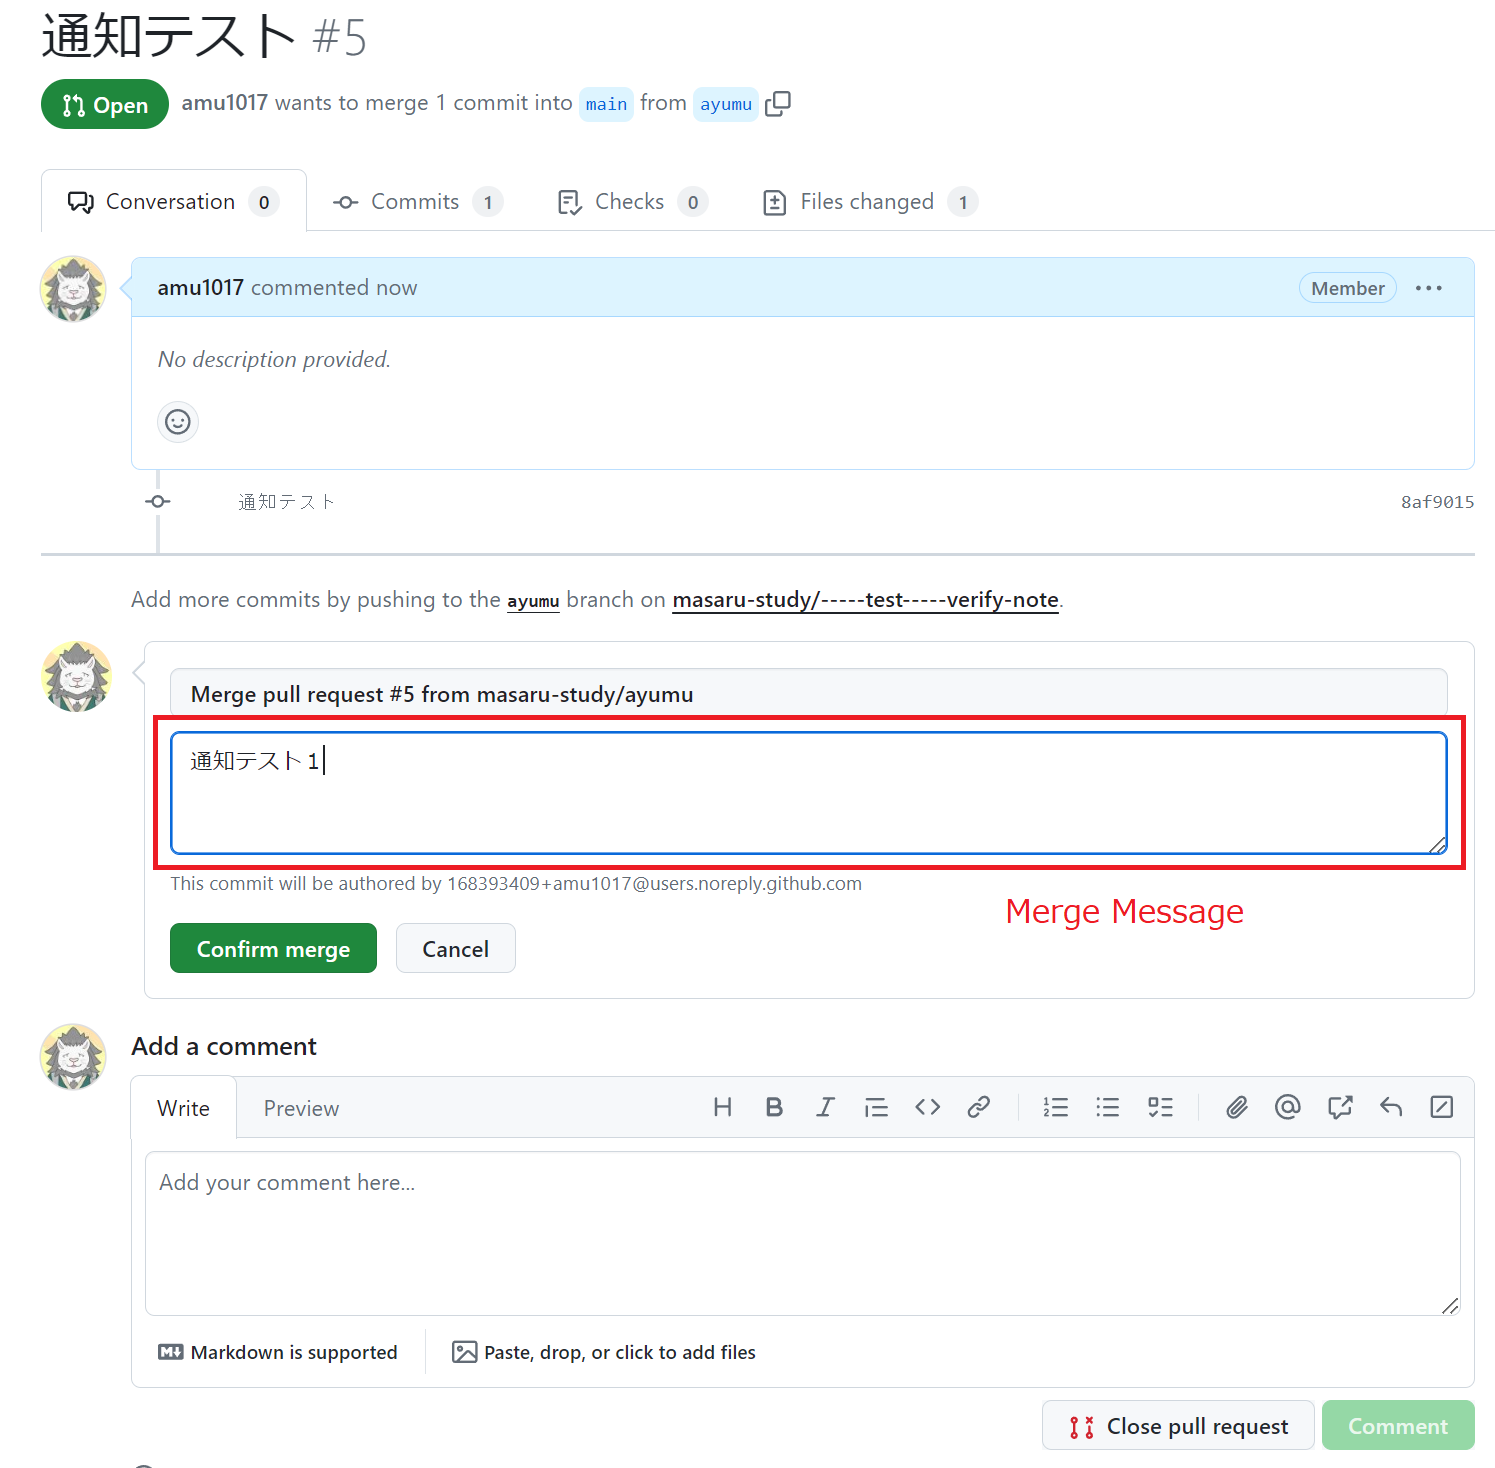 通知テスト #5
Open amu1017 wants to merge 1 commit into main from ayumu
Conversation 0 Commits 1 Checks 0 Files changed 1
amu1017 commented now Member
No description provided.
通知テスト 8af9015
Add more commits by pushing to the ayumu branch on masaru-study/-----test-----verify-note.
Merge pull request #5 from masaru-study/ayumu
通知テスト1
This commit will be authored by 168393409+amu1017@users.noreply.github.com
Merge Message
Confirm merge Cancel
Add a comment
Write Preview
Add your comment here...
Markdown is supported Paste, drop, or click to add files
Close pull request Comment